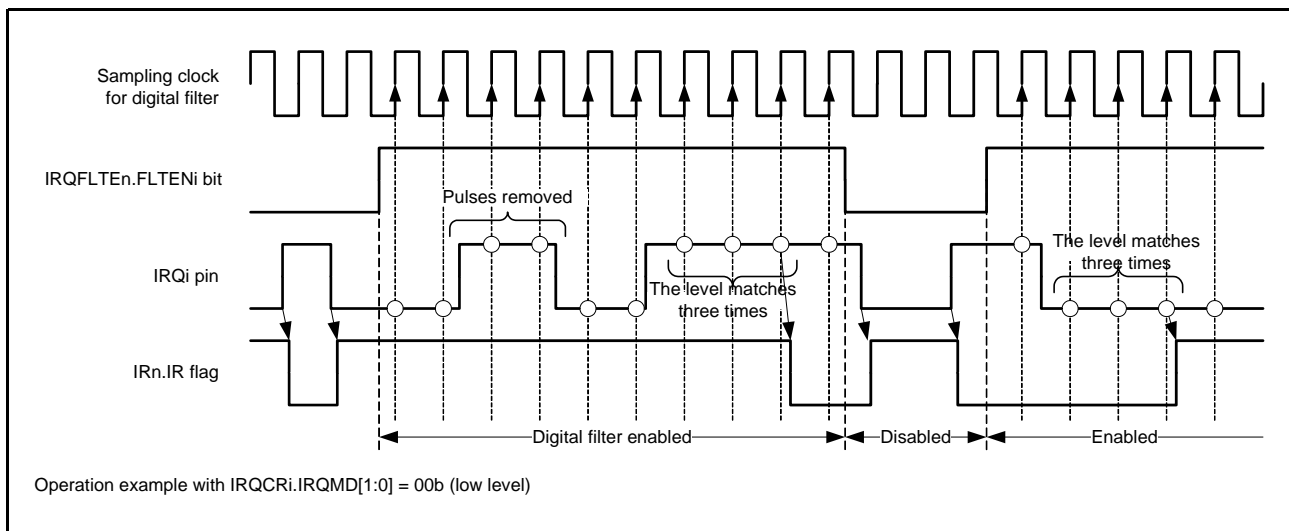 Sampling clock
for digital filter
IRQFLTEn.FLTENi bit
Pulses removed
IRQi pin
The level matches
three times
The level matches
three times
IRn.IR flag
Digital filter enabled
Disabled
Enabled
Operation example with IRQCRi.IRQMD[1:0] = 00b (low level)